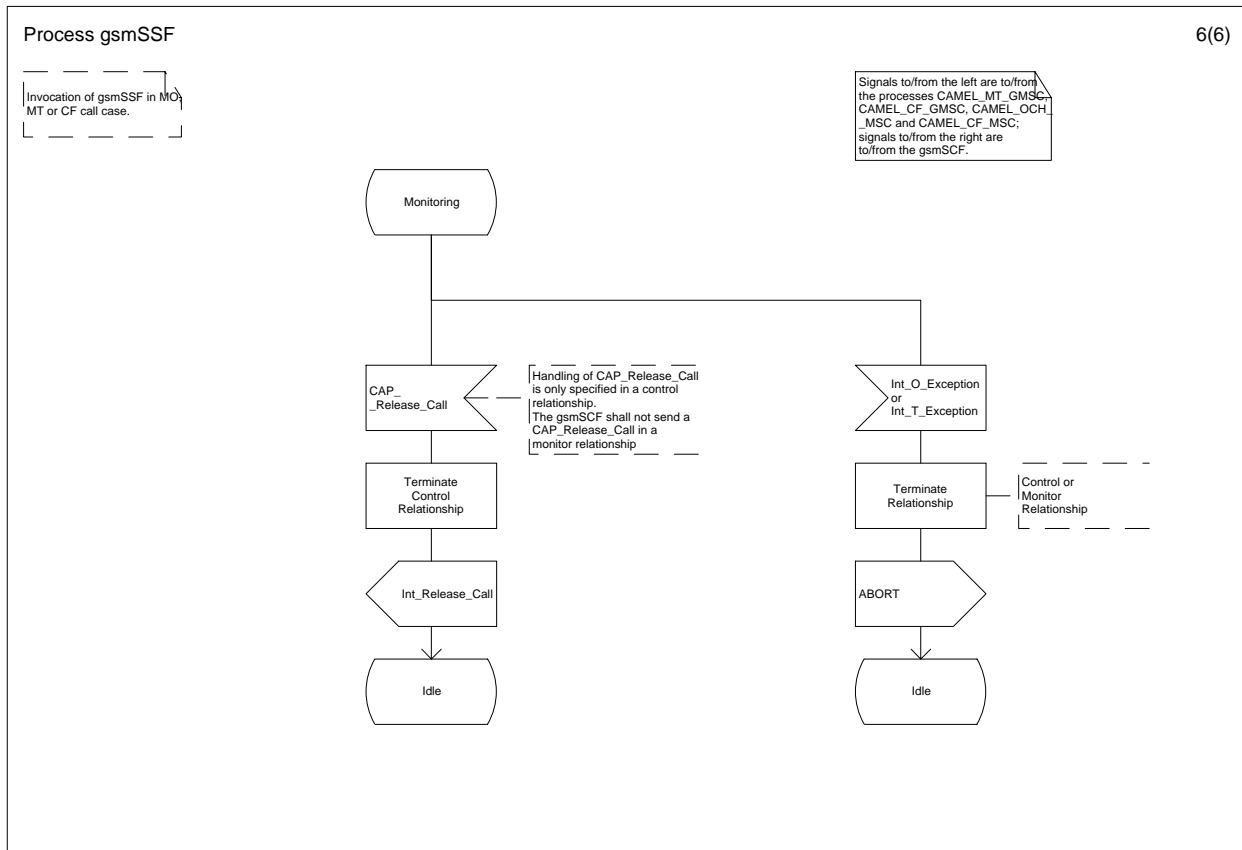 Process gsmSSF
6(6)
Invocation of gsmSSF in MO,
MT or CF call case.
Signals to/from the left are to/from
the processes CAMEL_MT_GMSC,
CAMEL_CF_GMSC, CAMEL_OCH_
_MSC and CAMEL_CF_MSC;
signals to/from the right are
to/from the gsmSCF.
Monitoring
CAP_
_Release_Call
Handling of CAP_Release_Call
is only specified in a control
relationship.
The gsmSCF shall not send a
CAP_Release_Call in a
monitor relationship
Int_O_Exception
or
Int_T_Exception
Terminate
Control
Relationship
Terminate
Relationship
Control or
Monitor
Relationship
Int_Release_Call
ABORT
Idle
Idle